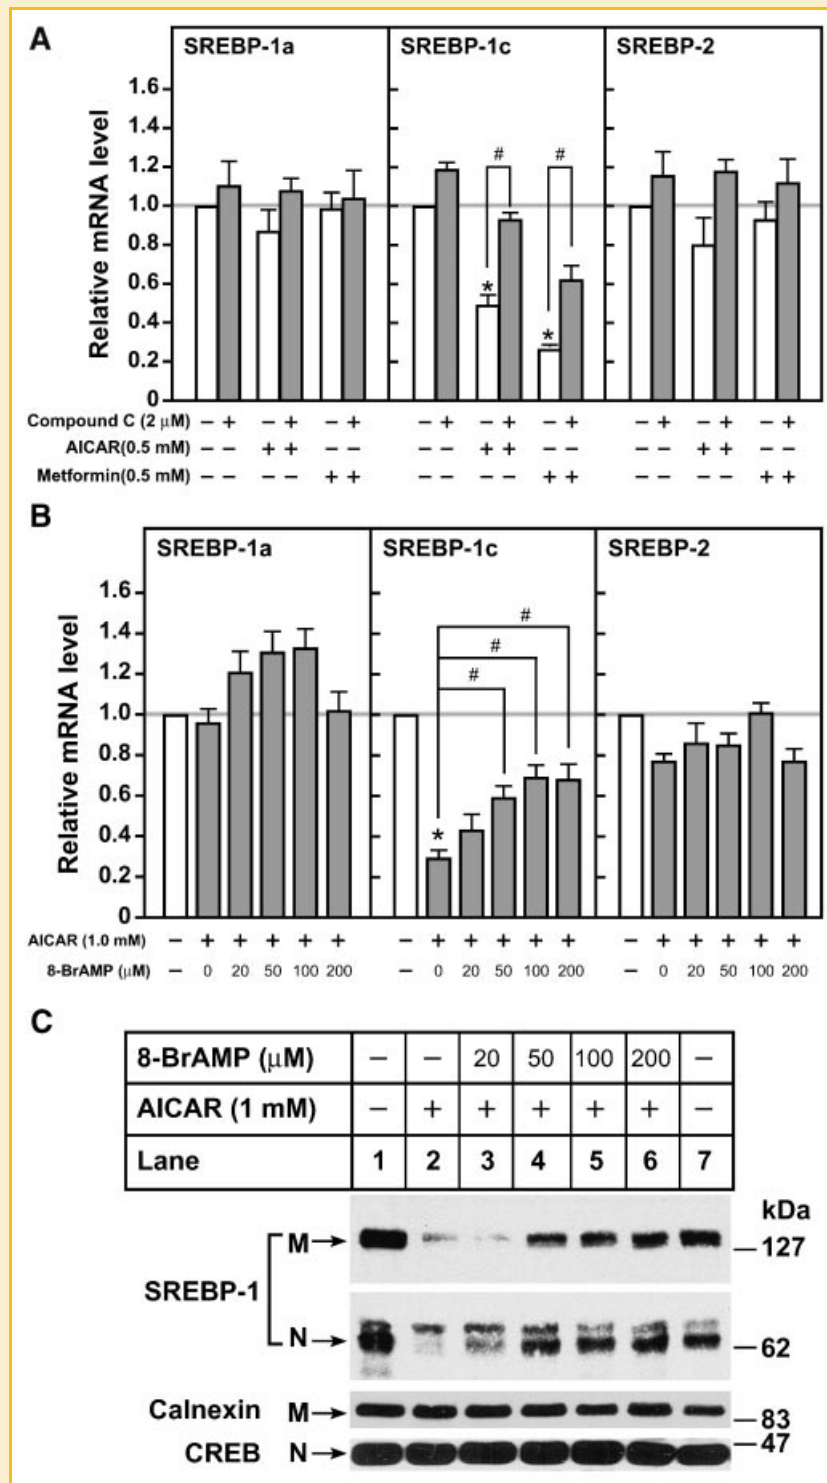 A
SREBP-1a SREBP-1c SREBP-2
Relative mRNA level
1.6
1.4
1.2
1.0
0.8
0.6
0.4
0.2
0
# #
* *
Compound C (2 μM) − + − + − + − + − + − + − + − + − +
AICAR(0.5 mM) − − + + − − − − + + − − − − + + − −
Metformin(0.5 mM) − − − − + + − − − − + + − − − − + +
B
SREBP-1a SREBP-1c SREBP-2
Relative mRNA level
1.6
1.4
1.2
1.0
0.8
0.6
0.4
0.2
0
#
#
#
*
AICAR (1.0 mM) − + + + + + − + + + + + − + + + + +
8-BrAMP (μM) − 0 20 50 100 200 − 0 20 50 100 200 − 0 20 50 100 200
C
8-BrAMP (μM) − − 20 50 100 200 −
AICAR (1 mM) − + + + + + −
Lane 1 2 3 4 5 6 7
kDa
M 127
SREBP-1
N 62
Calnexin M 83
47
CREB N